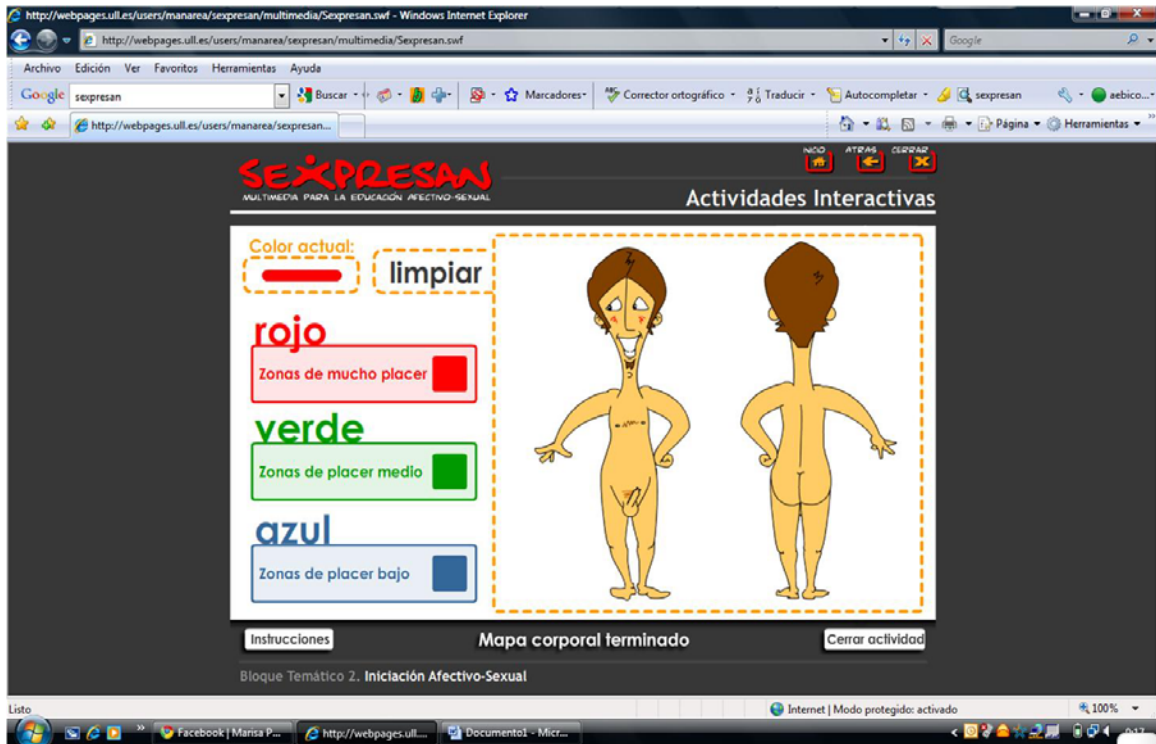 http://webpages.ull.es/users/manarea/sexpresan/multimedia/Sexpresan.swf - Windows Internet Explorer
http://webpages.ull.es/users/manarea/sexpresan/multimedia/Sexpresan.swf Google
Archivo Edición Ver Favoritos Herramientas Ayuda
Google sexpresan Buscar Marcadores Corrector ortográfico Traducir Autocompletar sexpresan aebico...
http://webpages.ull.es/users/manarea/sexpresan... Página Herramientas
INICIO ATRAS CERRAR
SEXPRESAN
MULTIMEDIA PARA LA EDUCACIÓN AFECTIVO-SEXUAL
Actividades Interactivas
Color actual:
limpiar
rojo
Zonas de mucho placer
verde
Zonas de placer medio
azul
Zonas de placer bajo
Instrucciones Mapa corporal terminado Cerrar actividad
Bloque Temático 2. Iniciación Afectivo-Sexual
Listo Internet | Modo protegido: activado 100%
Facebook | Marisa P... http://webpages.ull.... Documento1 - Micr...